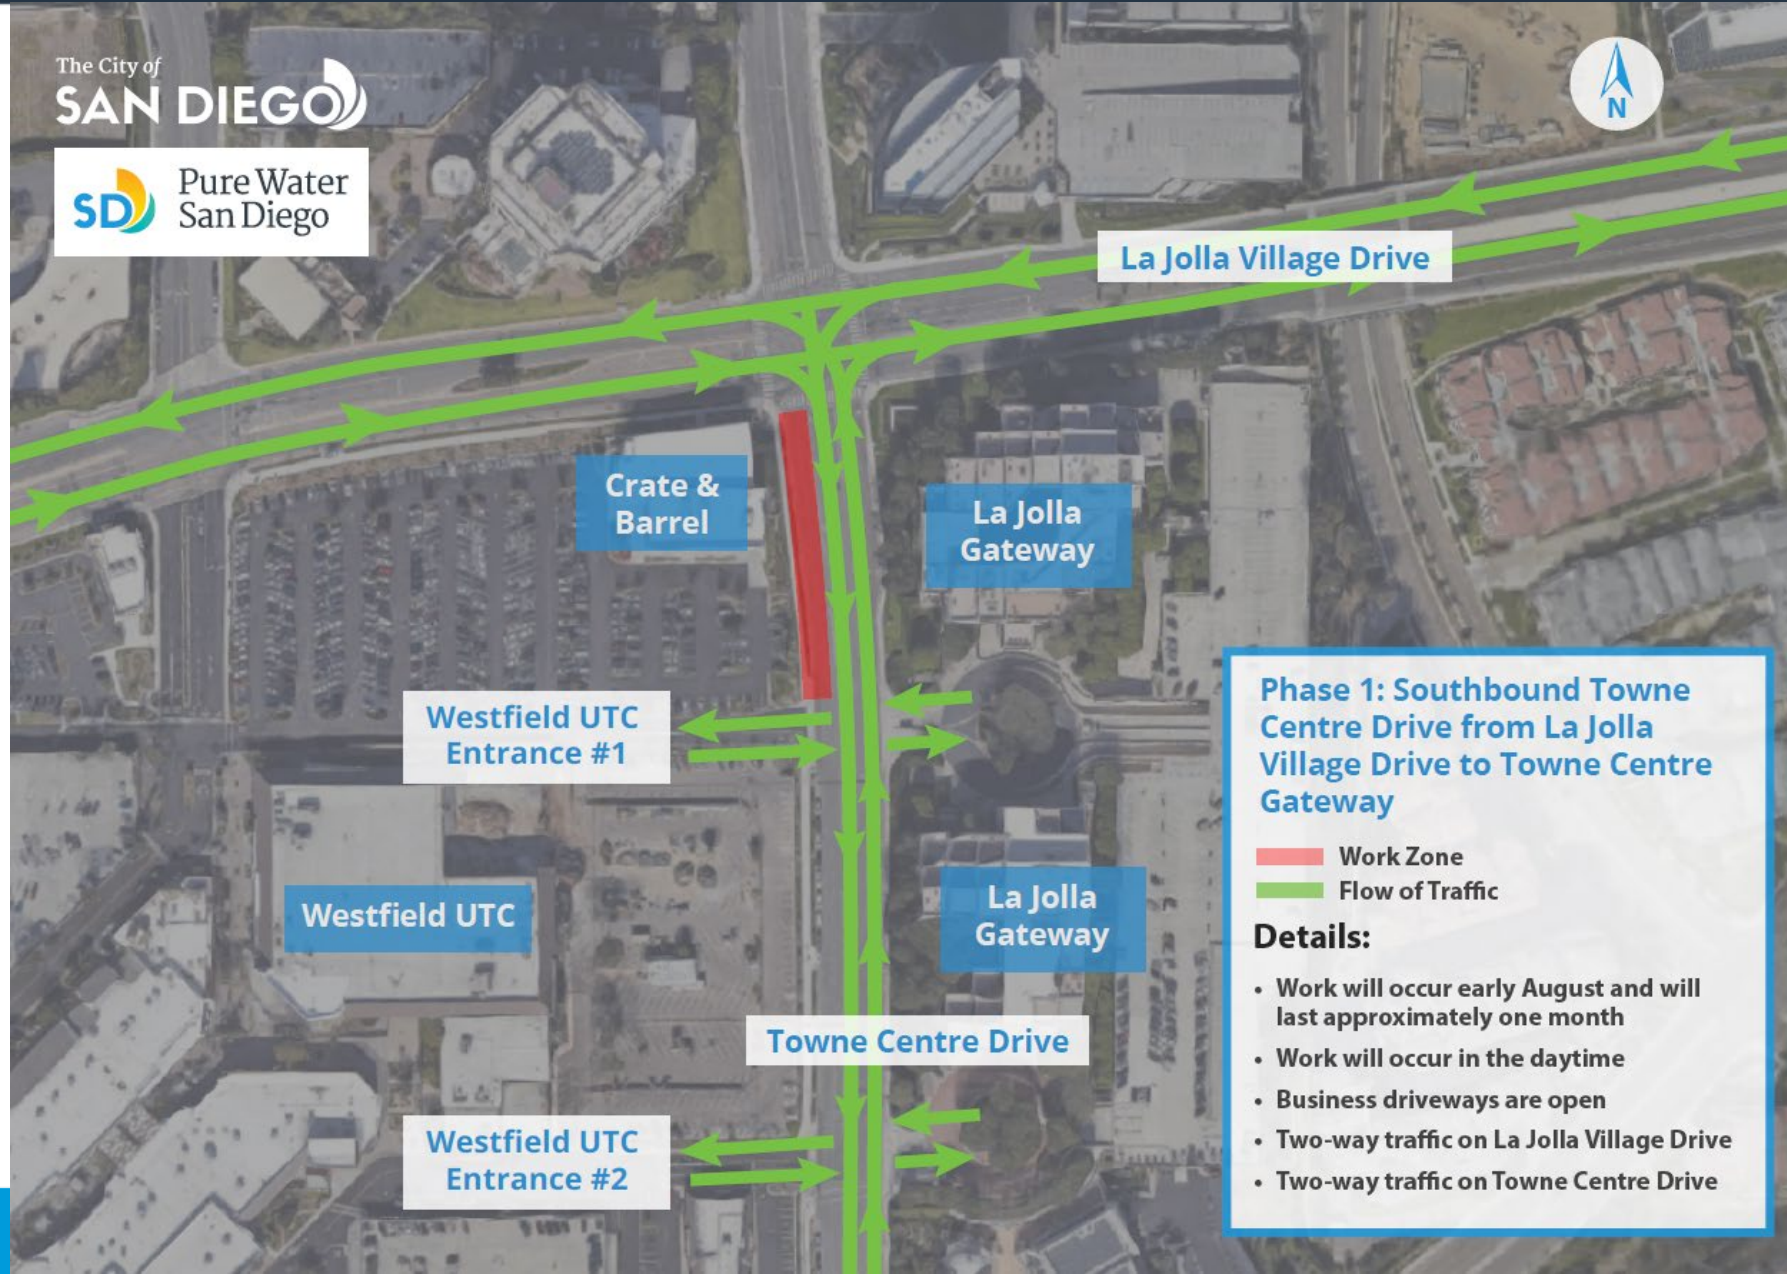 The City of
SAN DIEGO
SD
Pure Water
San Diego
N
La Jolla Village Drive
Crate &
Barrel
La Jolla
Gateway
Westfield UTC
Entrance #1
Westfield UTC
La Jolla
Gateway
Towne Centre Drive
Westfield UTC
Entrance #2
Phase 1: Southbound Towne
Centre Drive from La Jolla
Village Drive to Towne Centre
Gateway
Work Zone
Flow of Traffic
Details:
• Work will occur early August and will
last approximately one month
• Work will occur in the daytime
• Business driveways are open
• Two-way traffic on La Jolla Village Drive
• Two-way traffic on Towne Centre Drive